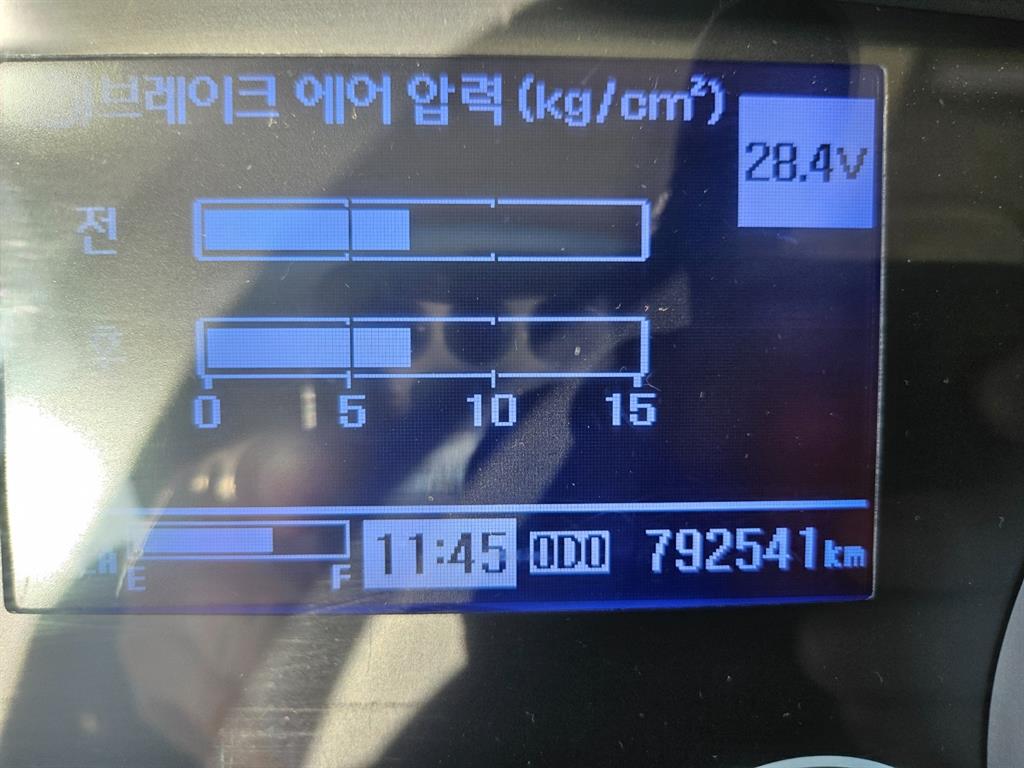 브레이크 에어 압력 (kg/cm²)
28.4V
전
후
0 5 10 15
E F
11:45 ODO 792541km